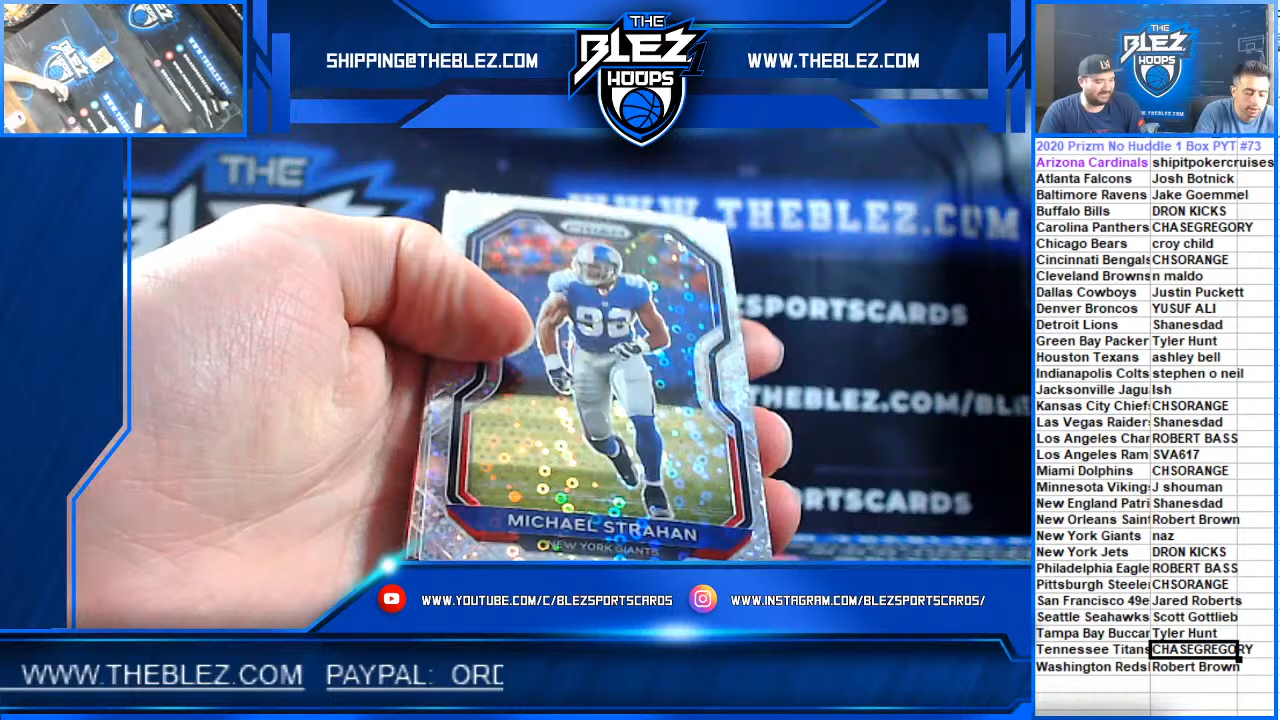 SHIPPING@THEBLEZ.COM
THE
BLEZ
HOOPS
WWW.THEBLEZ.COM
THE
BLEZ
THE
WWW.THEBLEZ.COM
ZSPORTSCARDS
THEBLEZ.COM/BL
RTSCARDS
PRIZM
92
MICHAEL STRAHAN
NEW YORK GIANTS
WWW.YOUTUBE.COM/C/BLEZSPORTSCARDS
WWW.INSTAGRAM.COM/BLEZSPORTSCARDS/
WWW.THEBLEZ.COM PAYPAL: ORD
2020 Prizm No Huddle 1 Box PYT #73
Arizona Cardinals shipitpokercruises
Atlanta Falcons Josh Botnick
Baltimore Ravens Jake Goemmel
Buffalo Bills DRON KICKS
Carolina Panthers CHASEGREGORY
Chicago Bears croy child
Cincinnati Bengals CHSORANGE
Cleveland Browns n maldo
Dallas Cowboys Justin Puckett
Denver Broncos YUSUF ALI
Detroit Lions Shanesdad
Green Bay Packer Tyler Hunt
Houston Texans ashley bell
Indianapolis Colts stephen o neil
Jacksonville Jagu Ish
Kansas City Chief CHSORANGE
Las Vegas Raider Shanesdad
Los Angeles Char ROBERT BASS
Los Angeles Ram SVA617
Miami Dolphins CHSORANGE
Minnesota Viking J shouman
New England Patri Shanesdad
New Orleans Saint Robert Brown
New York Giants naz
New York Jets DRON KICKS
Philadelphia Eagle ROBERT BASS
Pittsburgh Steele CHSORANGE
San Francisco 49e Jared Roberts
Seattle Seahawks Scott Gottlieb
Tampa Bay Buccar Tyler Hunt
Tennessee Titans CHASEGREGORY
Washington Reds Robert Brown